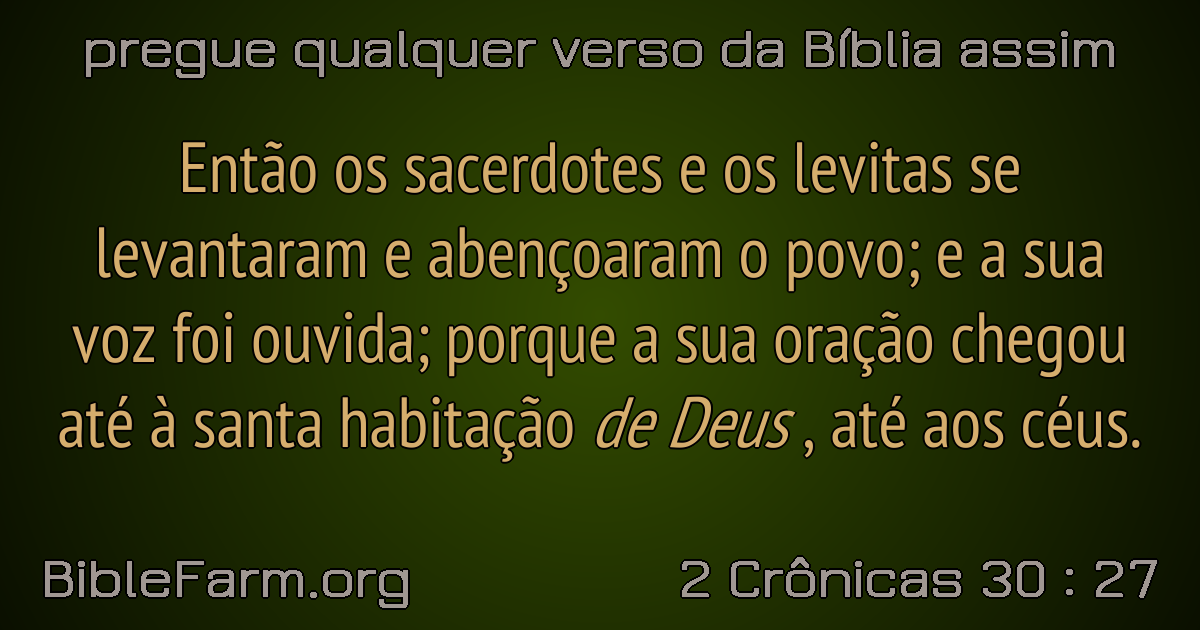 pregue qualquer verso da Bíblia assim
Então os sacerdotes e os levitas se
levantaram e abençoaram o povo; e a sua
voz foi ouvida; porque a sua oração chegou
até à santa habitação de Deus , até aos céus.
BibleFarm.org
2 Crônicas 30 : 27